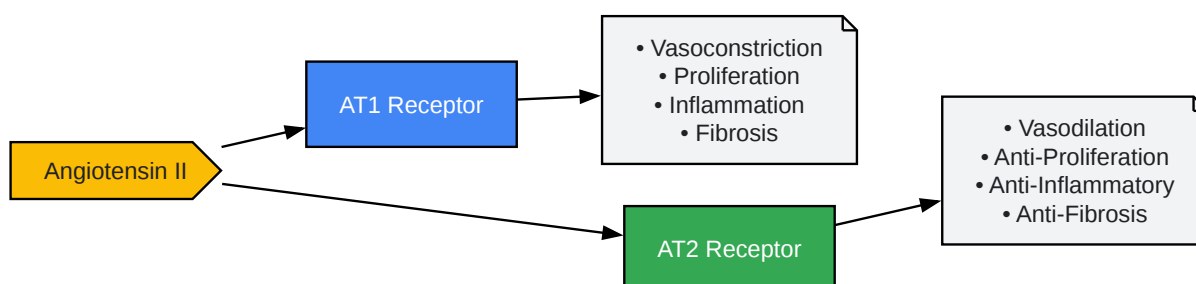 Angiotensin II
AT1 Receptor
• Vasoconstriction
• Proliferation
• Inflammation
• Fibrosis
AT2 Receptor
• Vasodilation
• Anti-Proliferation
• Anti-Inflammatory
• Anti-Fibrosis